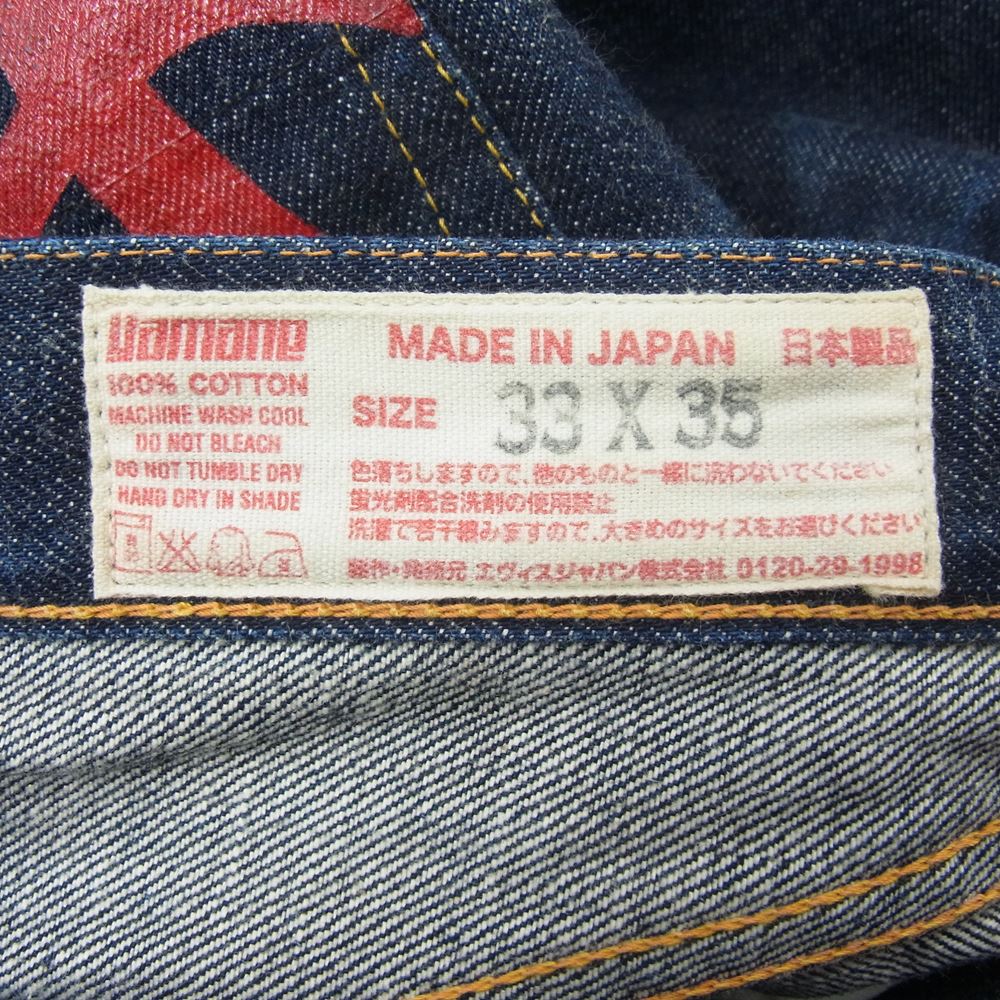 Yamane
100% COTTON
MACHINE WASH COOL
DO NOT BLEACH
DO NOT TUMBLE DRY
HAND DRY IN SHADE
MADE IN JAPAN 日本製品
SIZE 33 X 35
色落ちしますので、他のものと一緒に洗わないでください
蛍光剤配合洗剤の使用禁止
洗濯で若干縮みますので、大きめのサイズをお選びください
製作・発売元 エヴィスジャパン株式会社 0120-29-1998